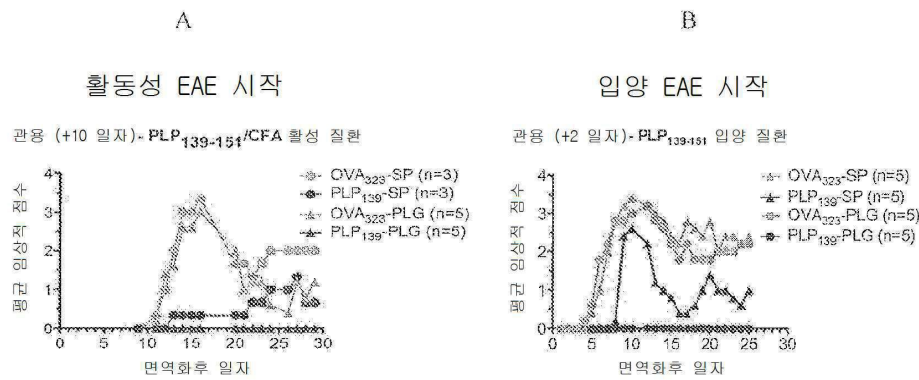 A
활동성 EAE 시작
관용 (+10 일자)- PLP139-151/CFA 활성 질환
평균 임상적 점수
4
3
2
1
0
0 5 10 15 20 25 30
면역화후 일자
OVA323-SP (n=3)
PLP139-SP (n=3)
OVA323-PLG (n=5)
PLP139-PLG (n=5)
B
입양 EAE 시작
관용 (+2 일자)- PLP139-151 입양 질환
평균 임상적 점수
4
3
2
1
0
0 5 10 15 20 25 30
면역화후 일자
OVA323-SP (n=5)
PLP139-SP (n=5)
OVA323-PLG (n=5)
PLP139-PLG (n=5)